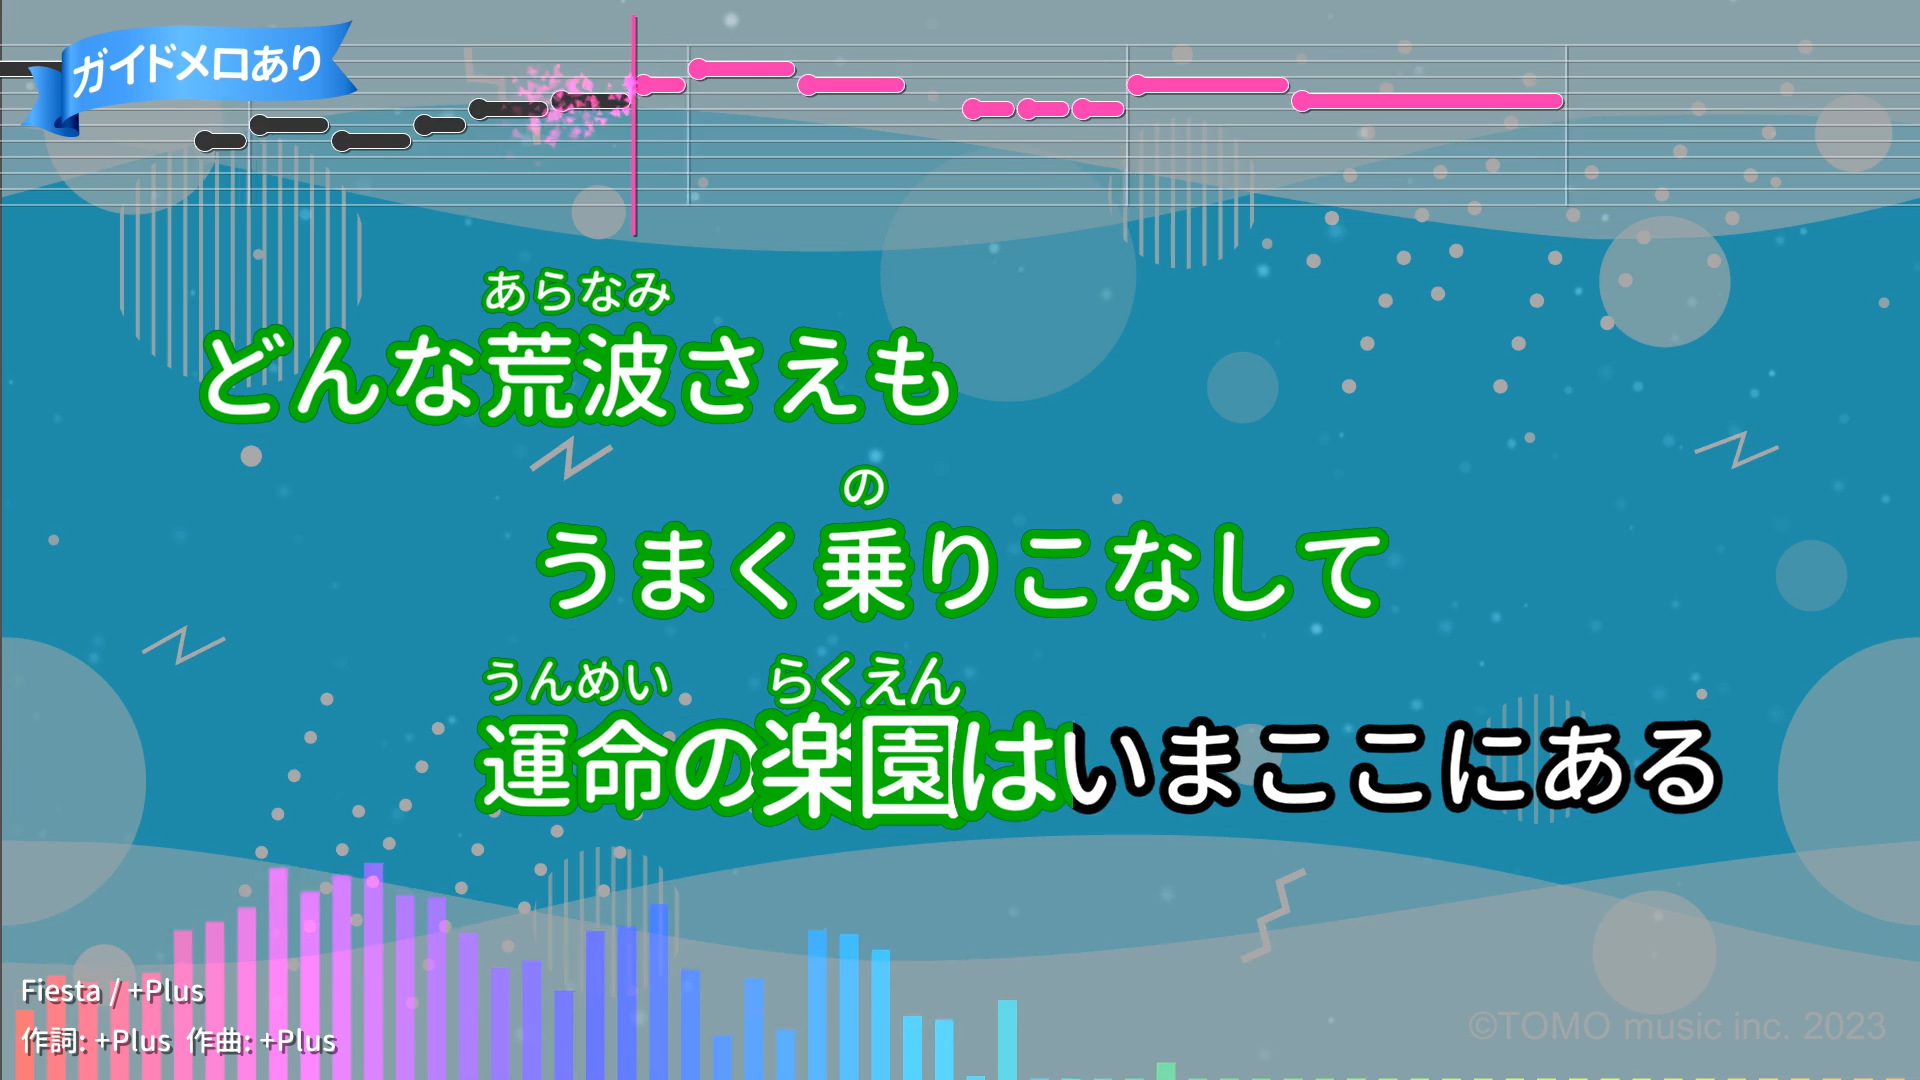 ガイドメロあり
あらなみ
どんな荒波さえも
の
うまく乗りこなして
うんめい らくえん
運命の楽園はいまここにある
Fiesta / +Plus
作詞: +Plus 作曲: +Plus
©TOMO music inc. 2023